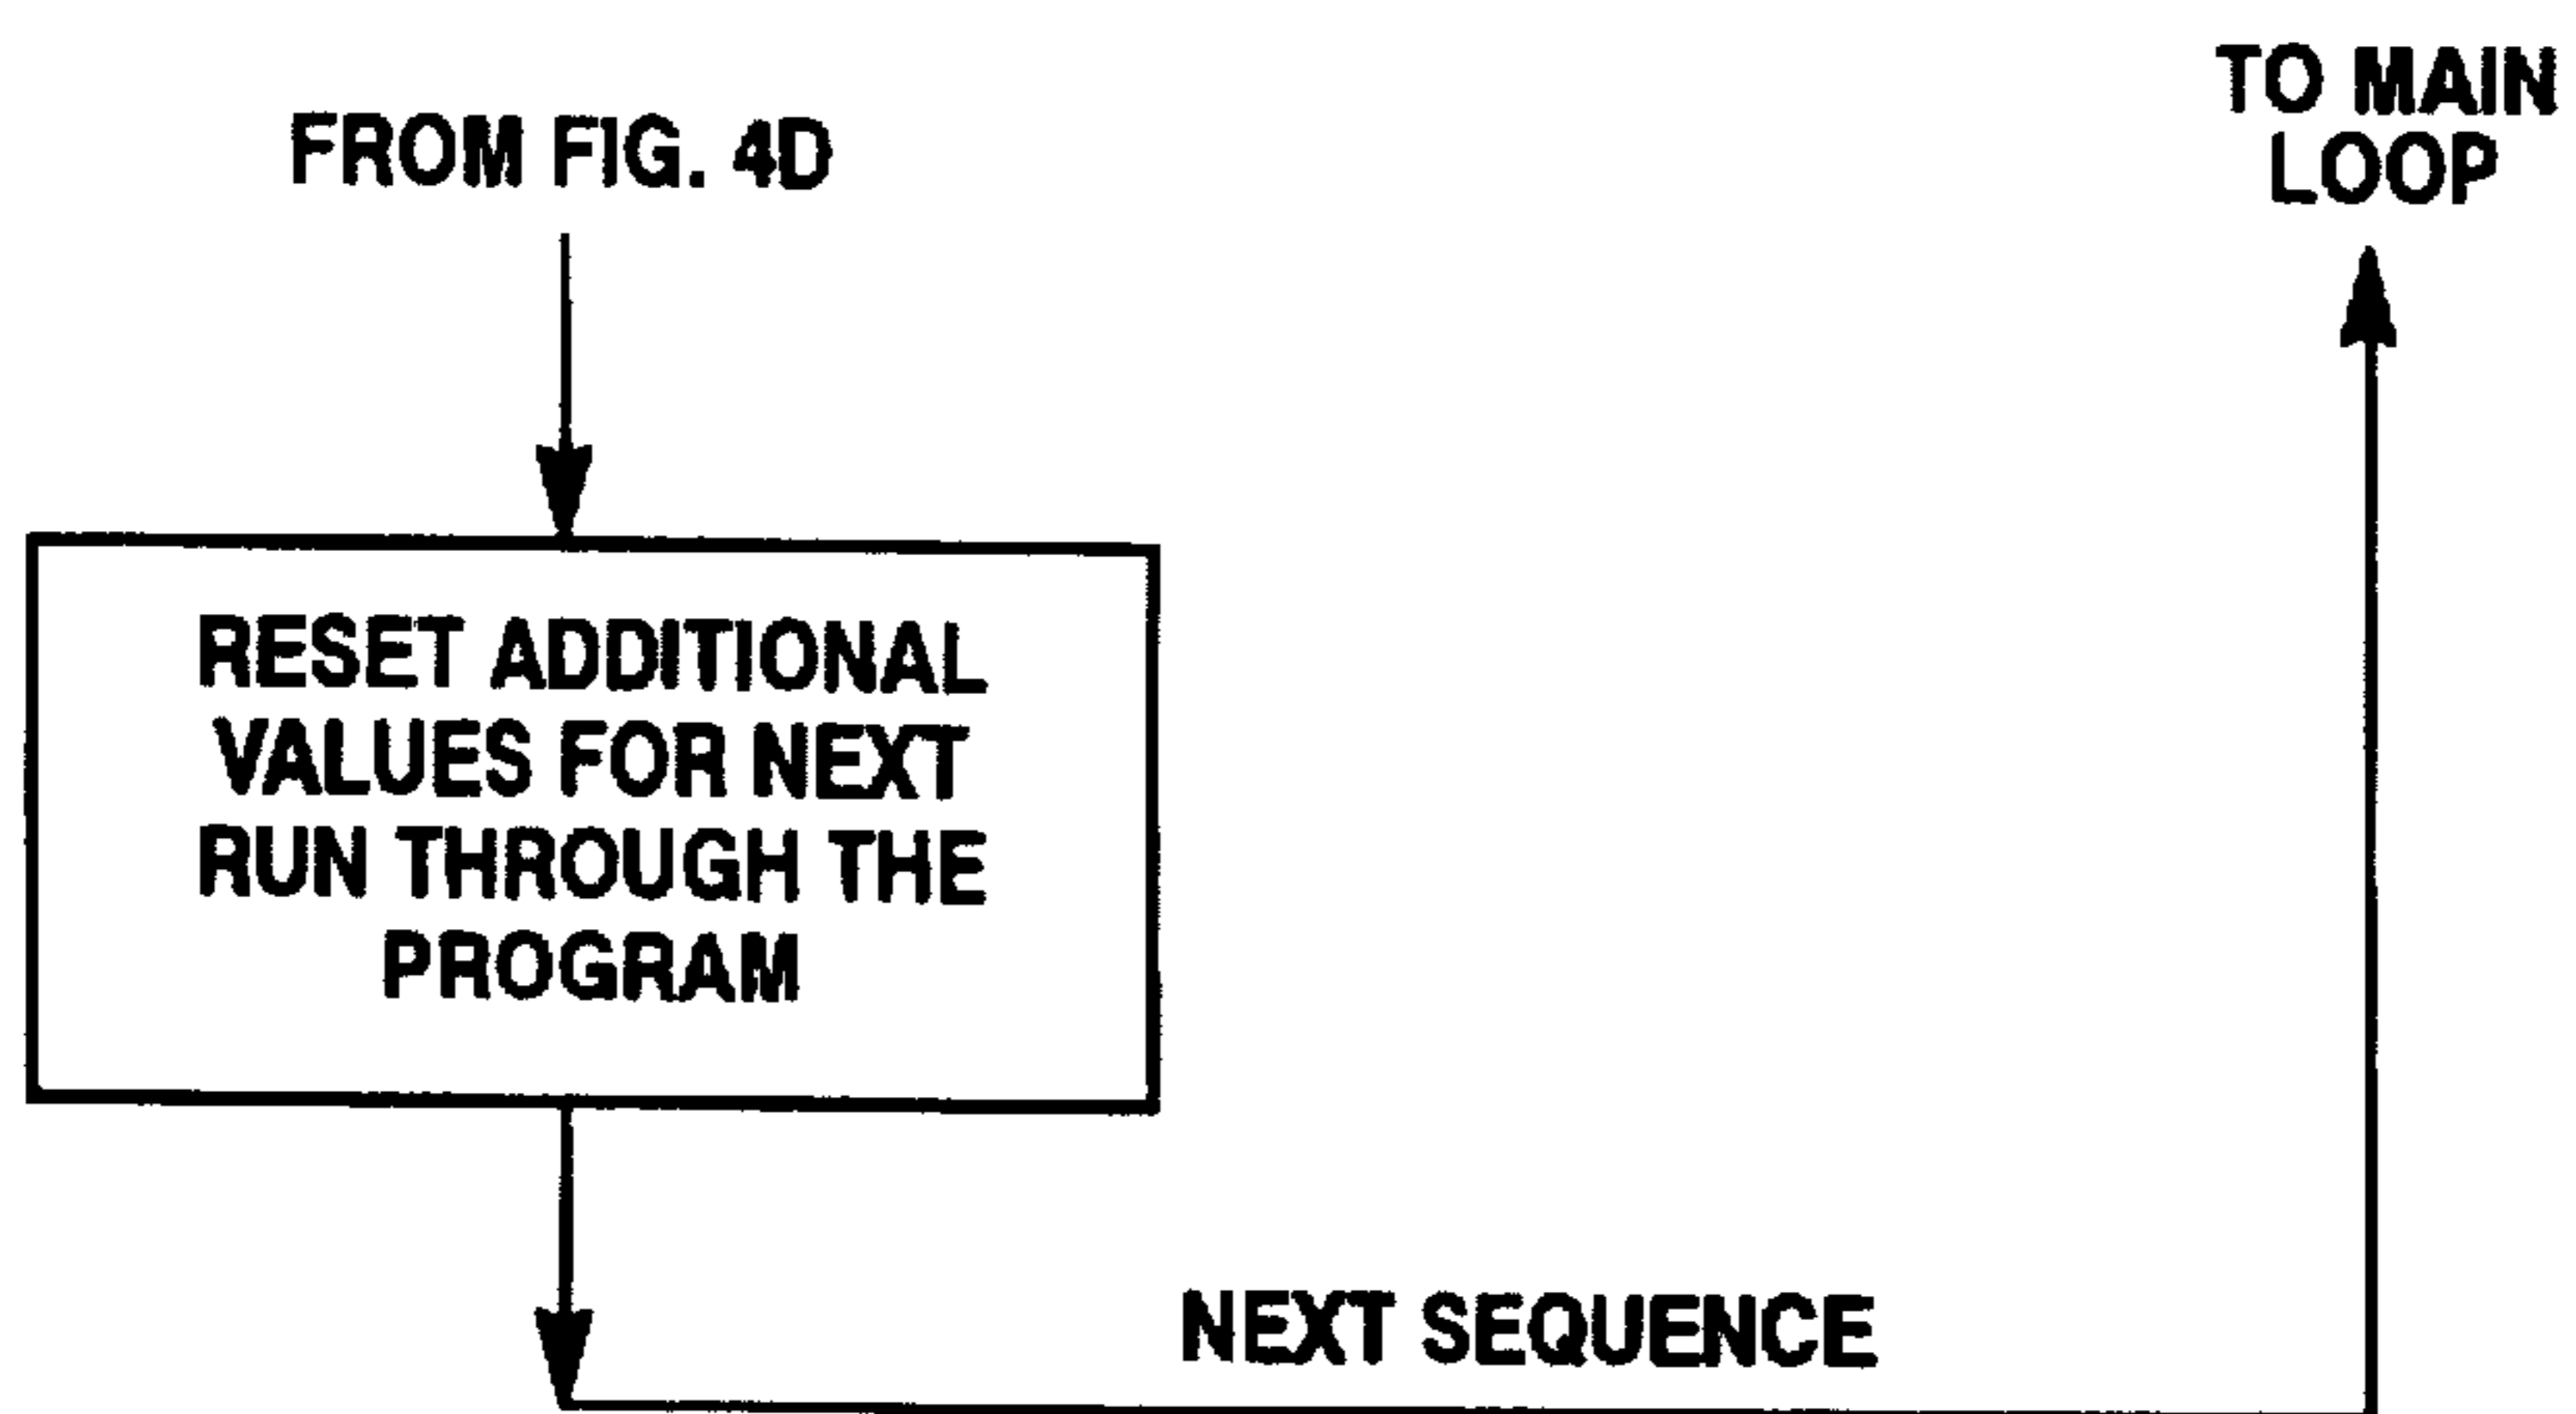 TO MAIN
LOOP
FROM FIG. 4D
RESET ADDITIONAL
VALUES FOR NEXT
RUN THROUGH THE
PROGRAM
NEXT SEQUENCE